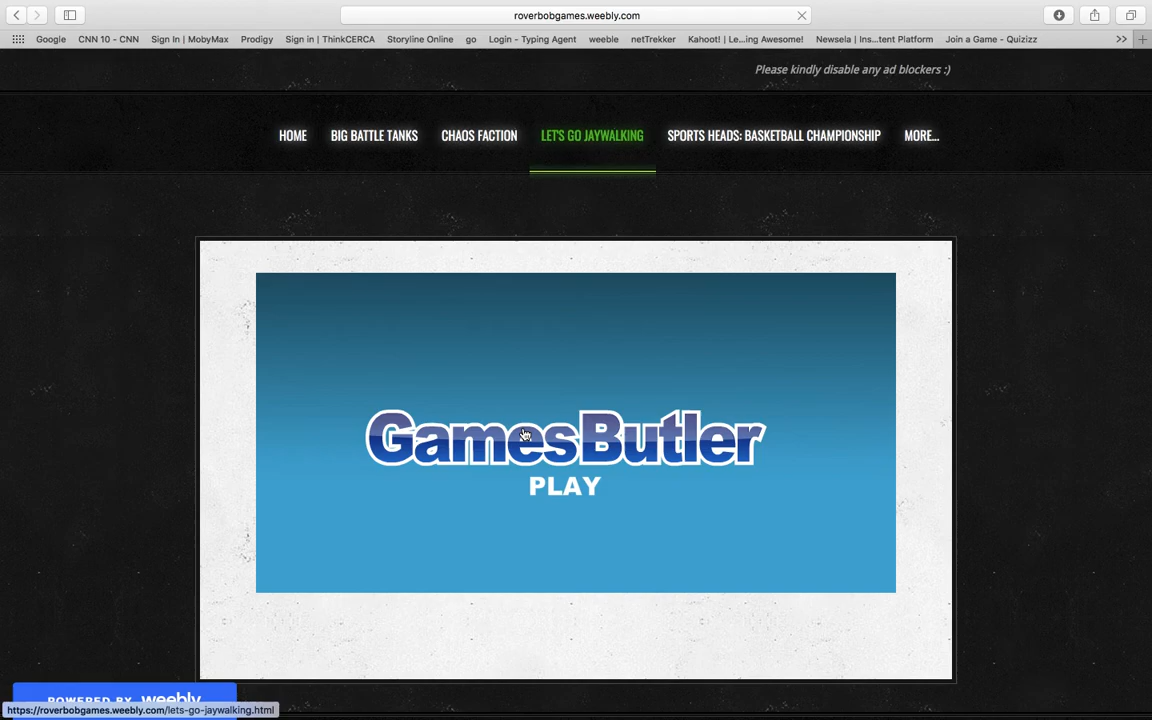 roverbobgames.weebly.com
Google CNN 10 - CNN Sign In | MobyMax Prodigy Sign in | ThinkCERCA Storyline Online go Login - Typing Agent weeble netTrekker Kahoot! | Le...ing Awesome! Newsela | Ins...tent Platform Join a Game - Quizizz >> +
Please kindly disable any ad blockers :)
HOME BIG BATTLE TANKS CHAOS FACTION LET'S GO JAYWALKING SPORTS HEADS: BASKETBALL CHAMPIONSHIP MORE...
GamesButler
PLAY
POWERED BY weebly
https://roverbobgames.weebly.com/lets-go-jaywalking.html